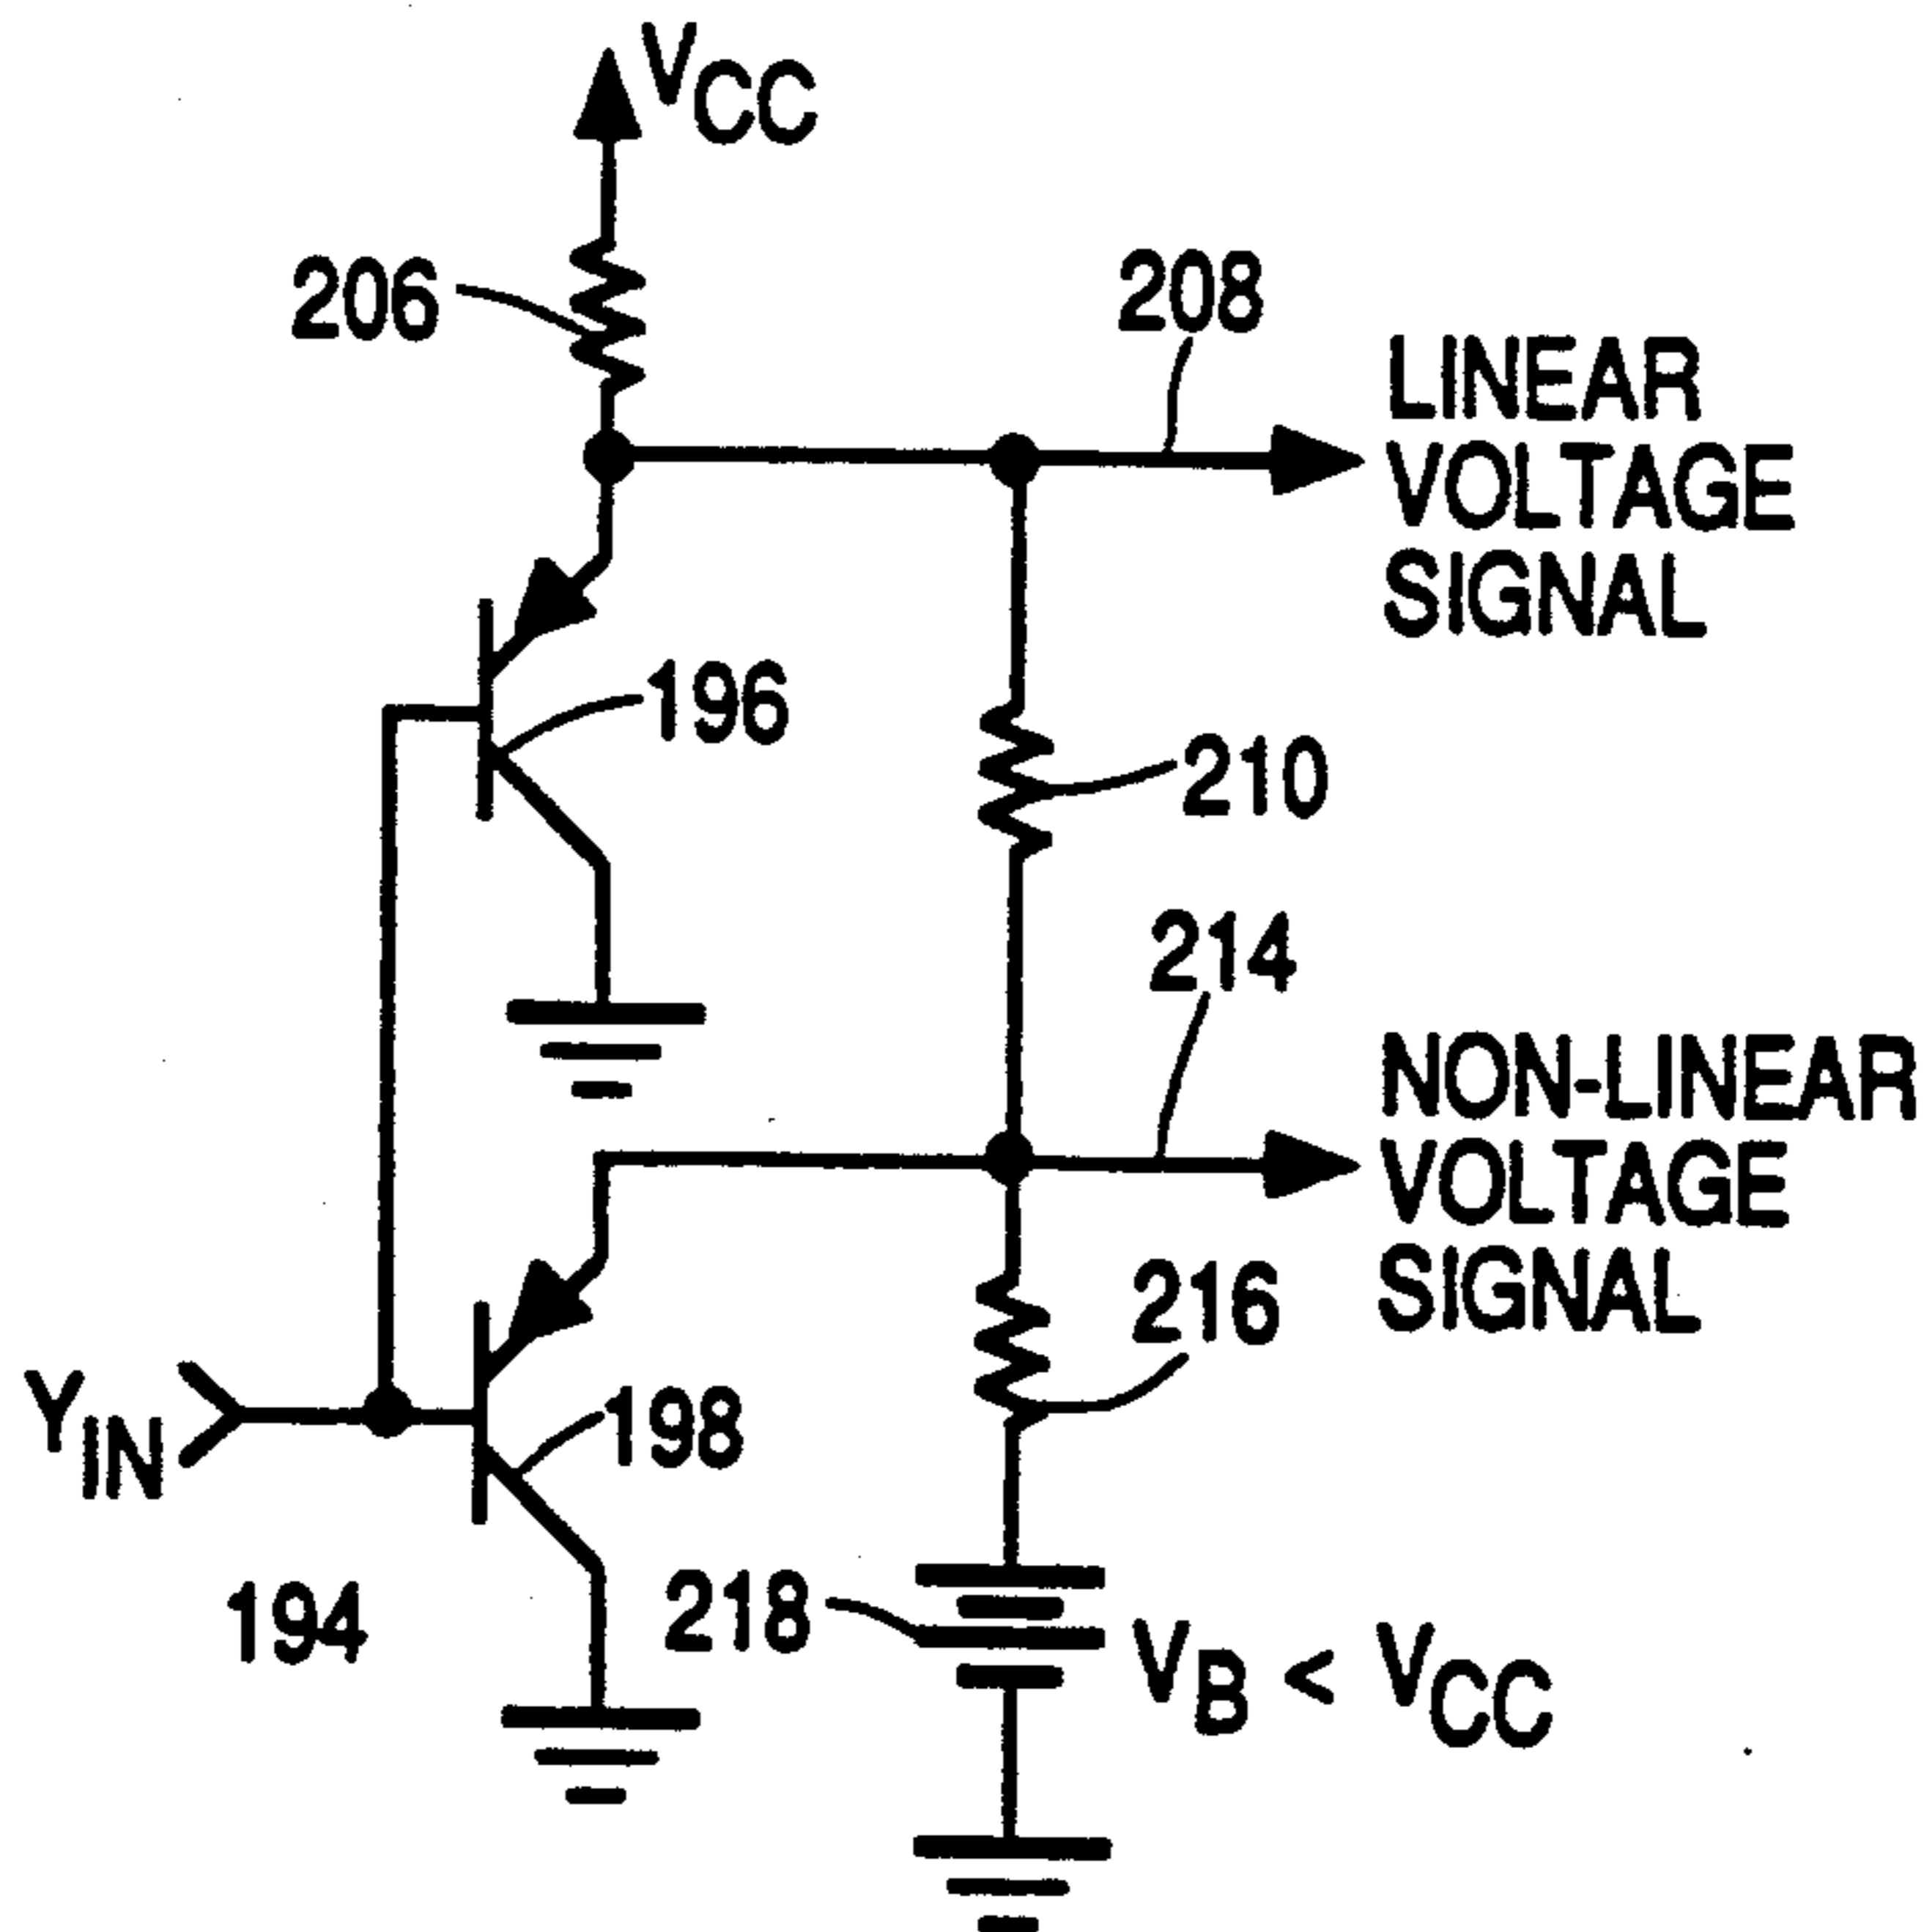 VCC
206
208
LINEAR
VOLTAGE
SIGNAL
196
210
214
NON-LINEAR
VOLTAGE
SIGNAL
216
YIN
198
194
218
VB < VCC